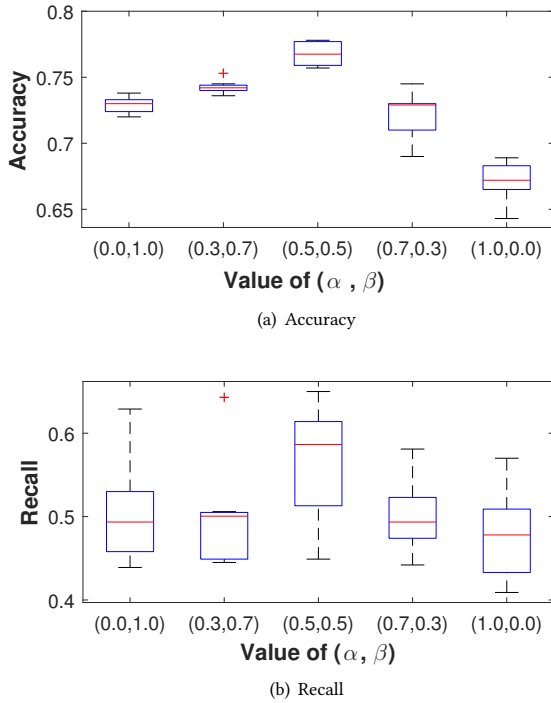 0.8
0.75
0.7
0.65
Accuracy
(0.0,1.0) (0.3,0.7) (0.5,0.5) (0.7,0.3) (1.0,0.0)
Value of (α , β)
(a) Accuracy
0.6
0.5
0.4
Recall
(0.0,1.0) (0.3,0.7) (0.5,0.5) (0.7,0.3) (1.0,0.0)
Value of (α, β)
(b) Recall